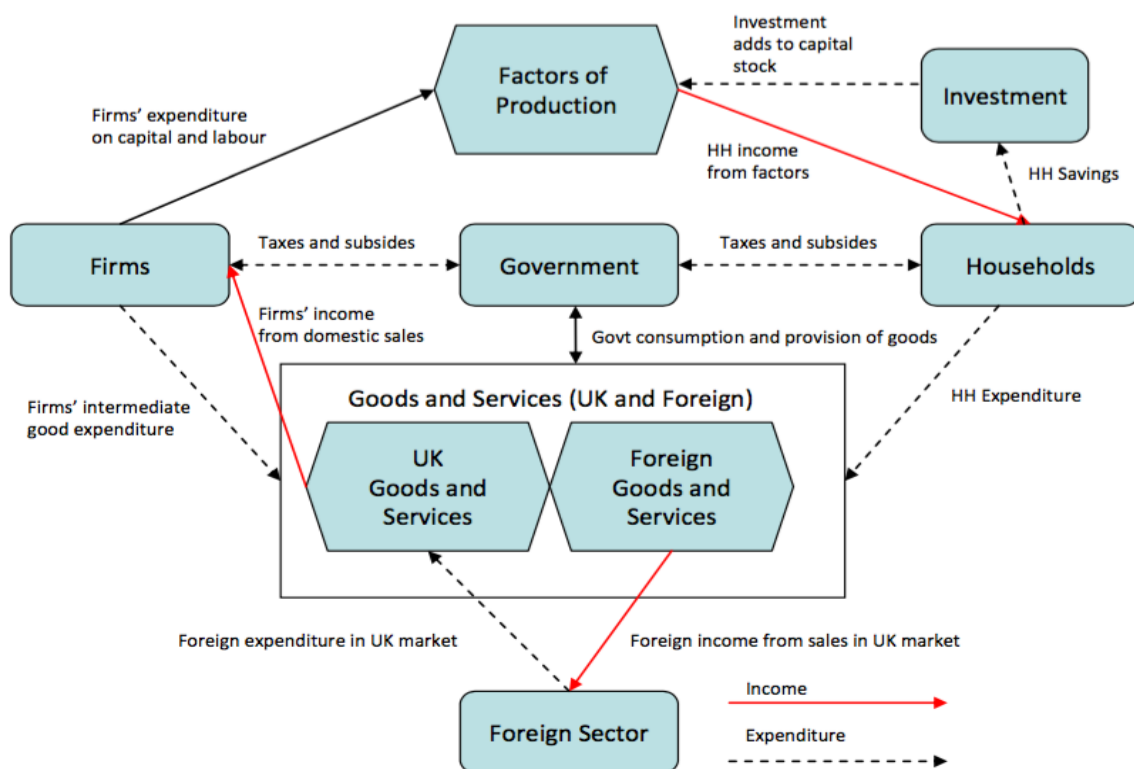 Investment
adds to capital
stock
Factors of
Production
Investment
Firms' expenditure
on capital and labour
HH income
from factors
HH Savings
Firms
Taxes and subsides
Government
Taxes and subsides
Households
Firms' income
from domestic sales
Govt consumption and provision of goods
Firms' intermediate
good expenditure
Goods and Services (UK and Foreign)
HH Expenditure
UK
Goods and
Services
Foreign
Goods and
Services
Foreign expenditure in UK market
Foreign income from sales in UK market
Foreign Sector
Income
Expenditure